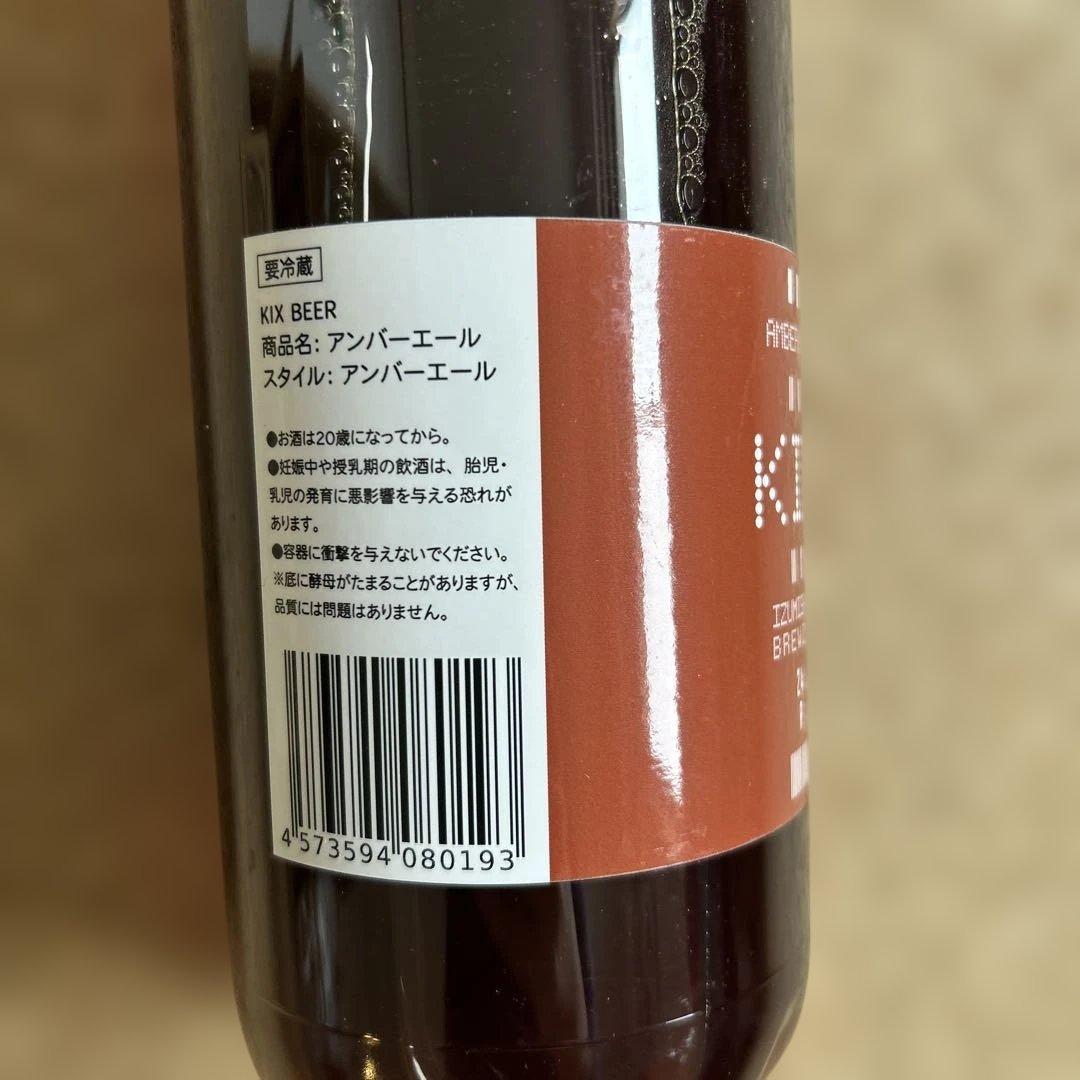 要冷蔵
KIX BEER
商品名: アンバーエール
スタイル: アンバーエール
●お酒は20歳になってから。
●妊娠中や授乳期の飲酒は、胎児・
乳児の発育に悪影響を与える恐れが
あります。
●容器に衝撃を与えないでください。
※底に酵母がたまることがありますが、
品質には問題はありません。
4 573594 080193
AMBER
KI